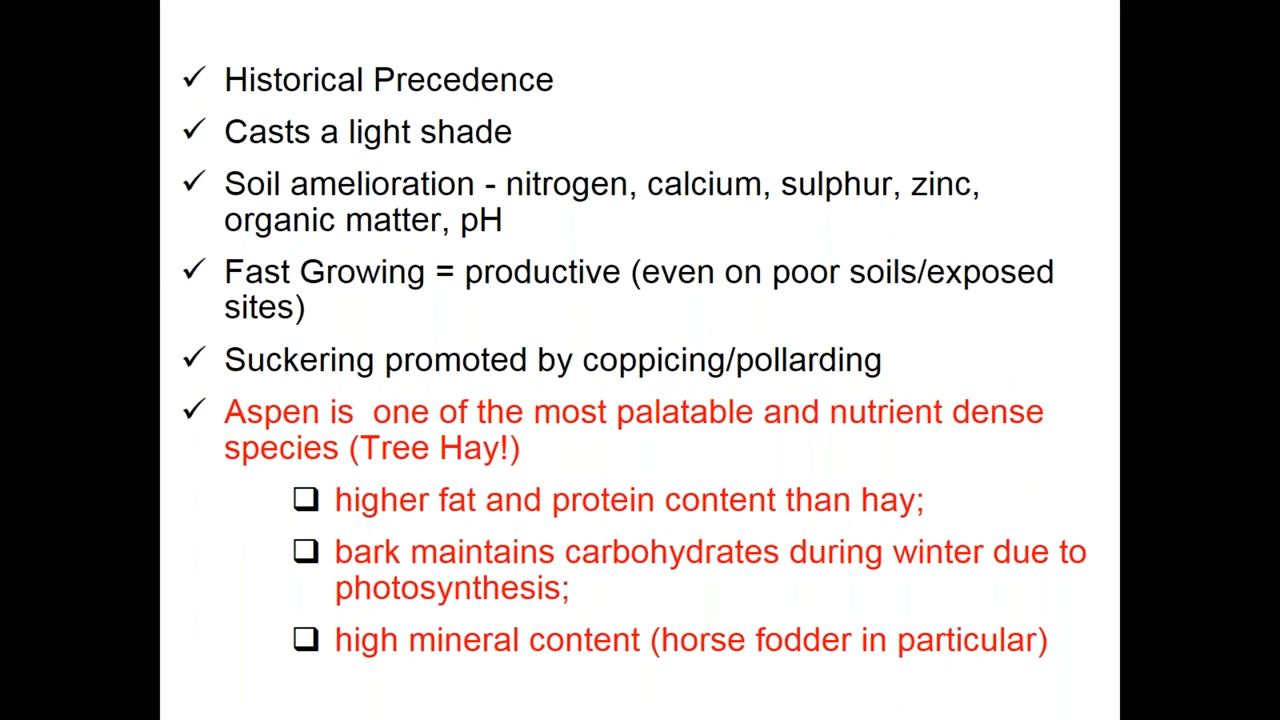 Historical Precedence
Casts a light shade
Soil amelioration - nitrogen, calcium, sulphur, zinc,
organic matter, pH
Fast Growing = productive (even on poor soils/exposed
sites)
Suckering promoted by coppicing/pollarding
Aspen is  one of the most palatable and nutrient dense
species (Tree Hay!)
higher fat and protein content than hay;
bark maintains carbohydrates during winter due to
photosynthesis;
high mineral content (horse fodder in particular)